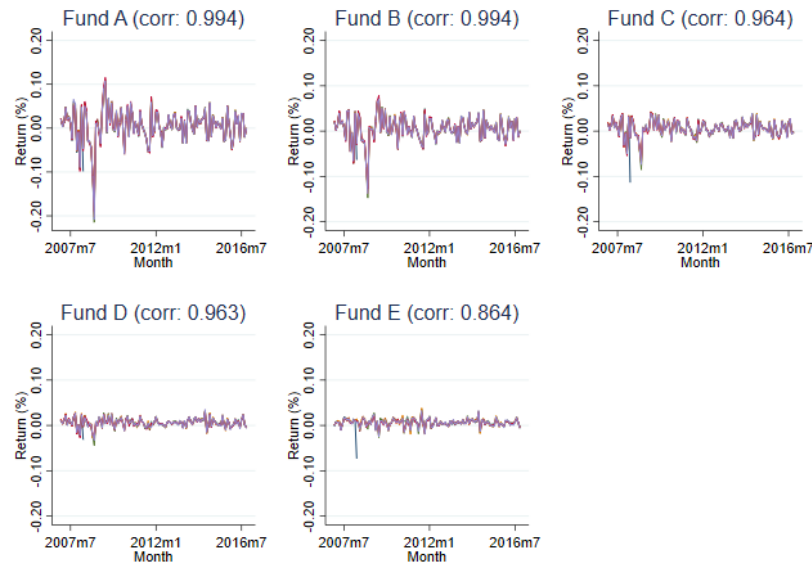 Fund A (corr: 0.994)
Return (%)
0.20
0.10
0.00
-0.10
-0.20
2007m7 2012m1 2016m7
Month
Fund B (corr: 0.994)
Return (%)
0.20
0.10
0.00
-0.10
-0.20
2007m7 2012m1 2016m7
Month
Fund C (corr: 0.964)
Return (%)
0.20
0.10
0.00
-0.10
-0.20
2007m7 2012m1 2016m7
Month
Fund D (corr: 0.963)
Return (%)
0.20
0.10
0.00
-0.10
-0.20
2007m7 2012m1 2016m7
Month
Fund E (corr: 0.864)
Return (%)
0.20
0.10
0.00
-0.10
-0.20
2007m7 2012m1 2016m7
Month